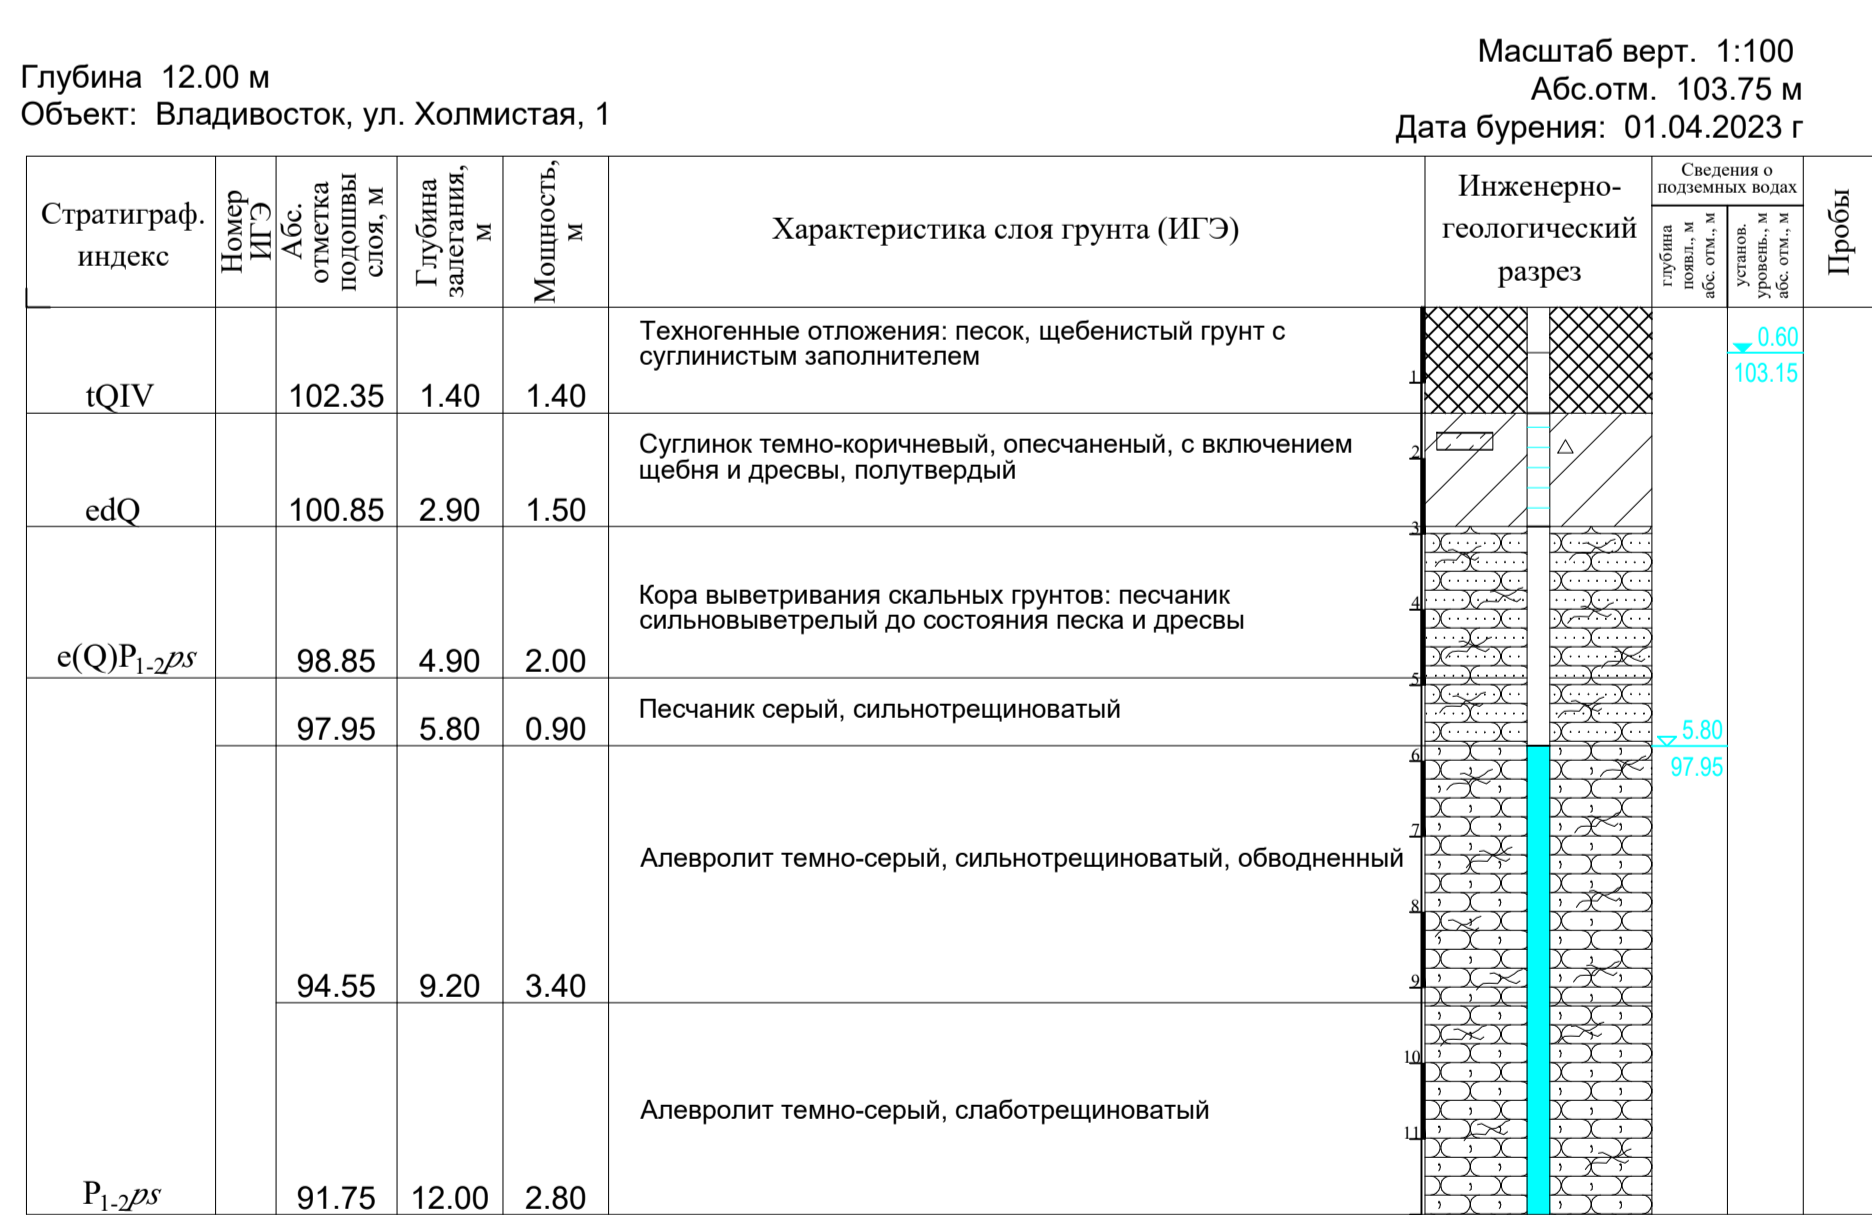 Глубина 12.00 м
Объект: Владивосток, ул. Холмистая, 1
Масштаб верт. 1:100
Абс.отм. 103.75 м
Дата бурения: 01.04.2023 г
Стратиграф.
индекс
Номер
ИГЭ
Абс.
отметка
подошвы
слоя, м
Глубина
залегания,
м
Мощность,
м
Характеристика слоя грунта (ИГЭ)
Инженерно-
геологический
разрез
Сведения о
подземных водах
глубина
появл., м
абс. отм., м
установ.
уровень., м
абс. отм., м
Пробы
tQIV
102.35 1.40 1.40
Техногенные отложения: песок, щебенистый грунт с
суглинистым заполнителем
1
0.60
103.15
edQ
100.85 2.90 1.50
Суглинок темно-коричневый, опесчаненый, с включением
щебня и дресвы, полутвердый
2
3
e(Q)P1-2ps
98.85 4.90 2.00
Кора выветривания скальных грунтов: песчаник
сильновыветрелый до состояния песка и дресвы
4
5
97.95 5.80 0.90
Песчаник серый, сильнотрещиноватый
5.80
97.95
6
7
8
9
94.55 9.20 3.40
Алевролит темно-серый, сильнотрещиноватый, обводненный
10
11
P1-2ps
91.75 12.00 2.80
Алевролит темно-серый, слаботрещиноватый